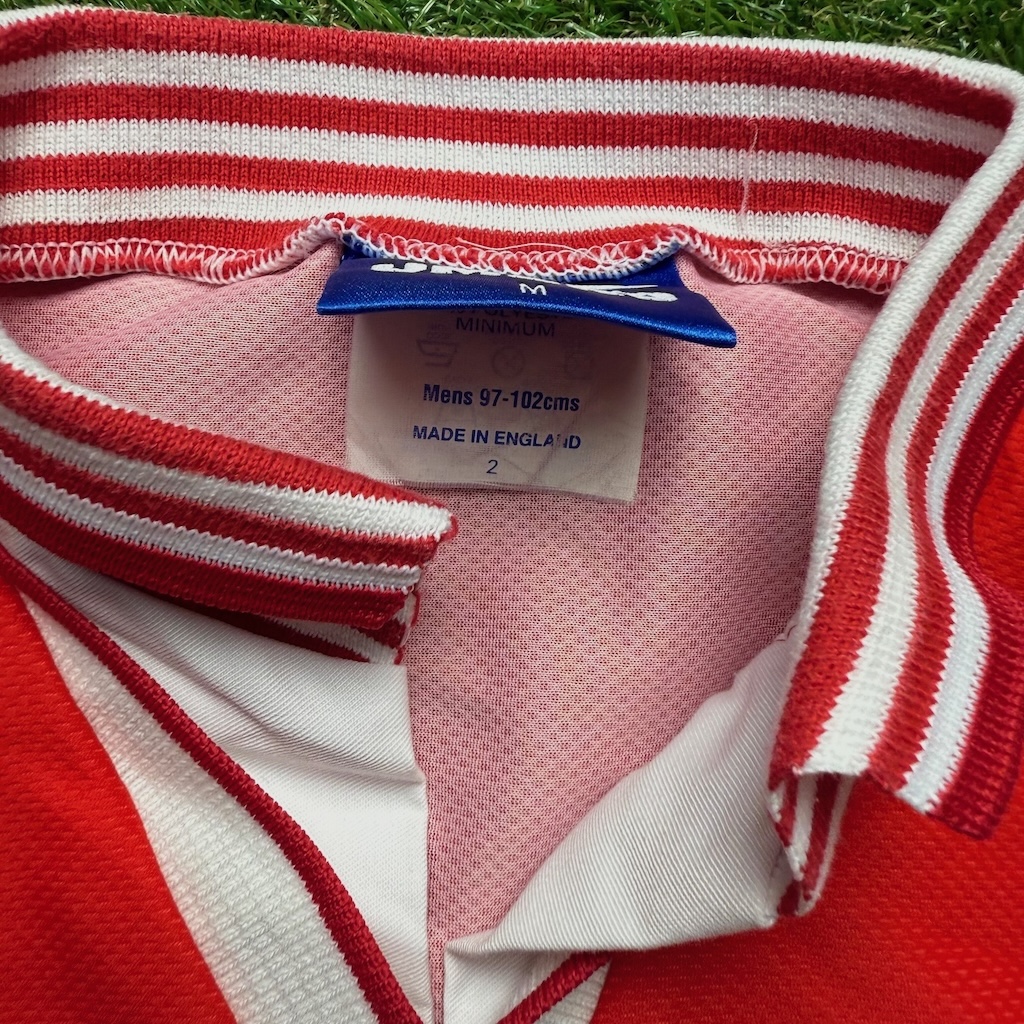 M
MINIMUM
Mens 97-102cms
MADE IN ENGLAND
2